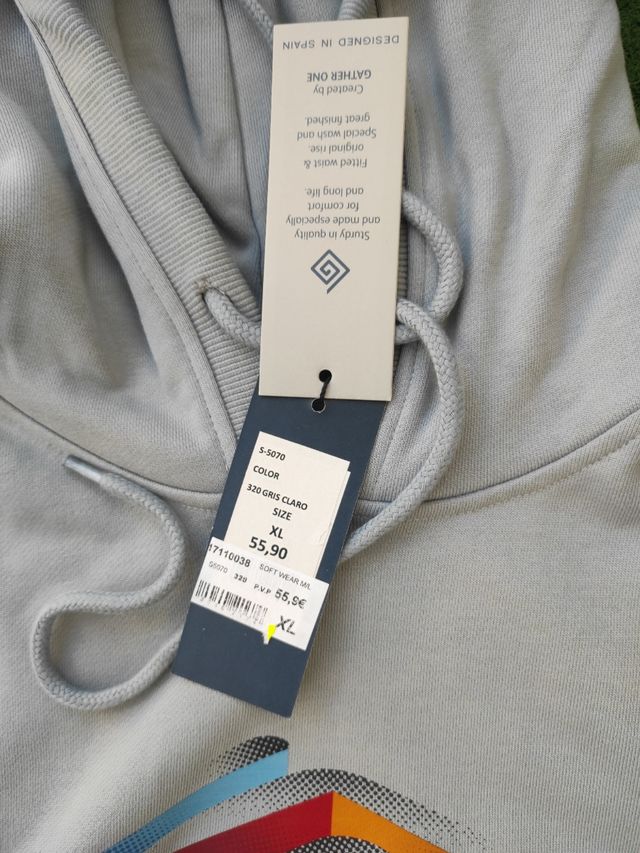 DESIGNED IN SPAIN
GATHER ONE
Created by
great finished.
Special wash and
original rise.
Fitted waist &
and long life.
for comfort
and made especially
Sturdy in quality
S-5070
COLOR
320 GRIS CLARO
SIZE
XL
55,90
17110038 SOFT WEAR M/L
S5070 320 P.V.P 55,9€
XL